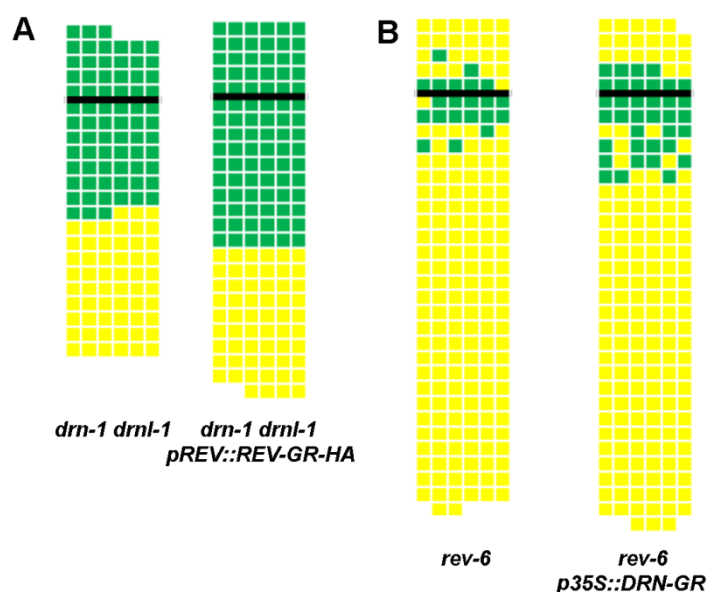 A
B
drn-1 drnl-1
drn-1 drnl-1
pREV::REV-GR-HA
rev-6
rev-6
p35S::DRN-GR